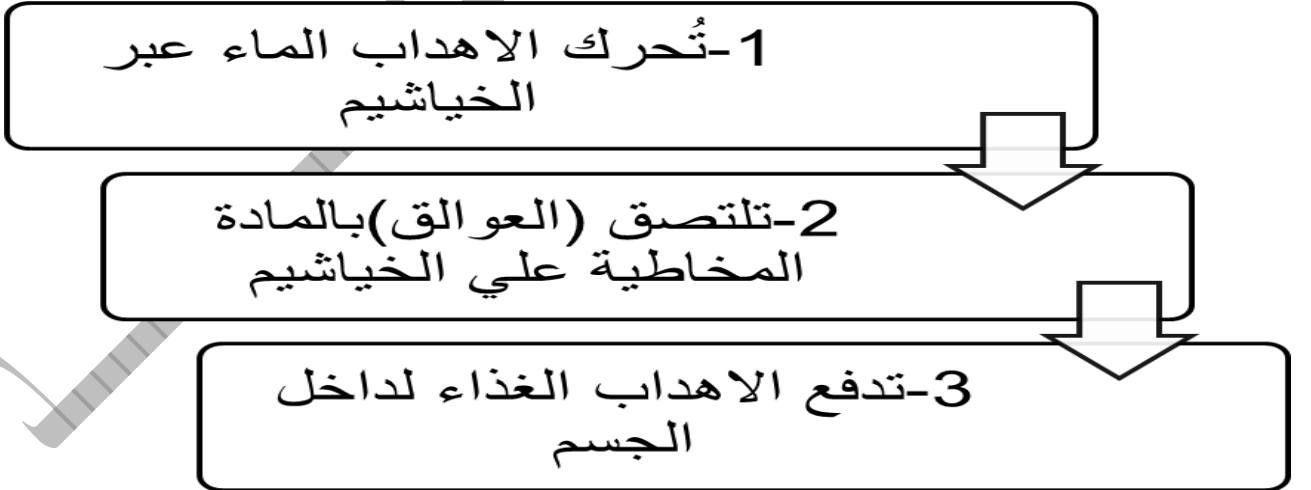 1-تُحرك الاهداب الماء عبر
الخياشيم
2-تلتصق (العوالق)بالمادة
المخاطية علي الخياشيم
3-تدفع الاهداب الغذاء لداخل
الجسم